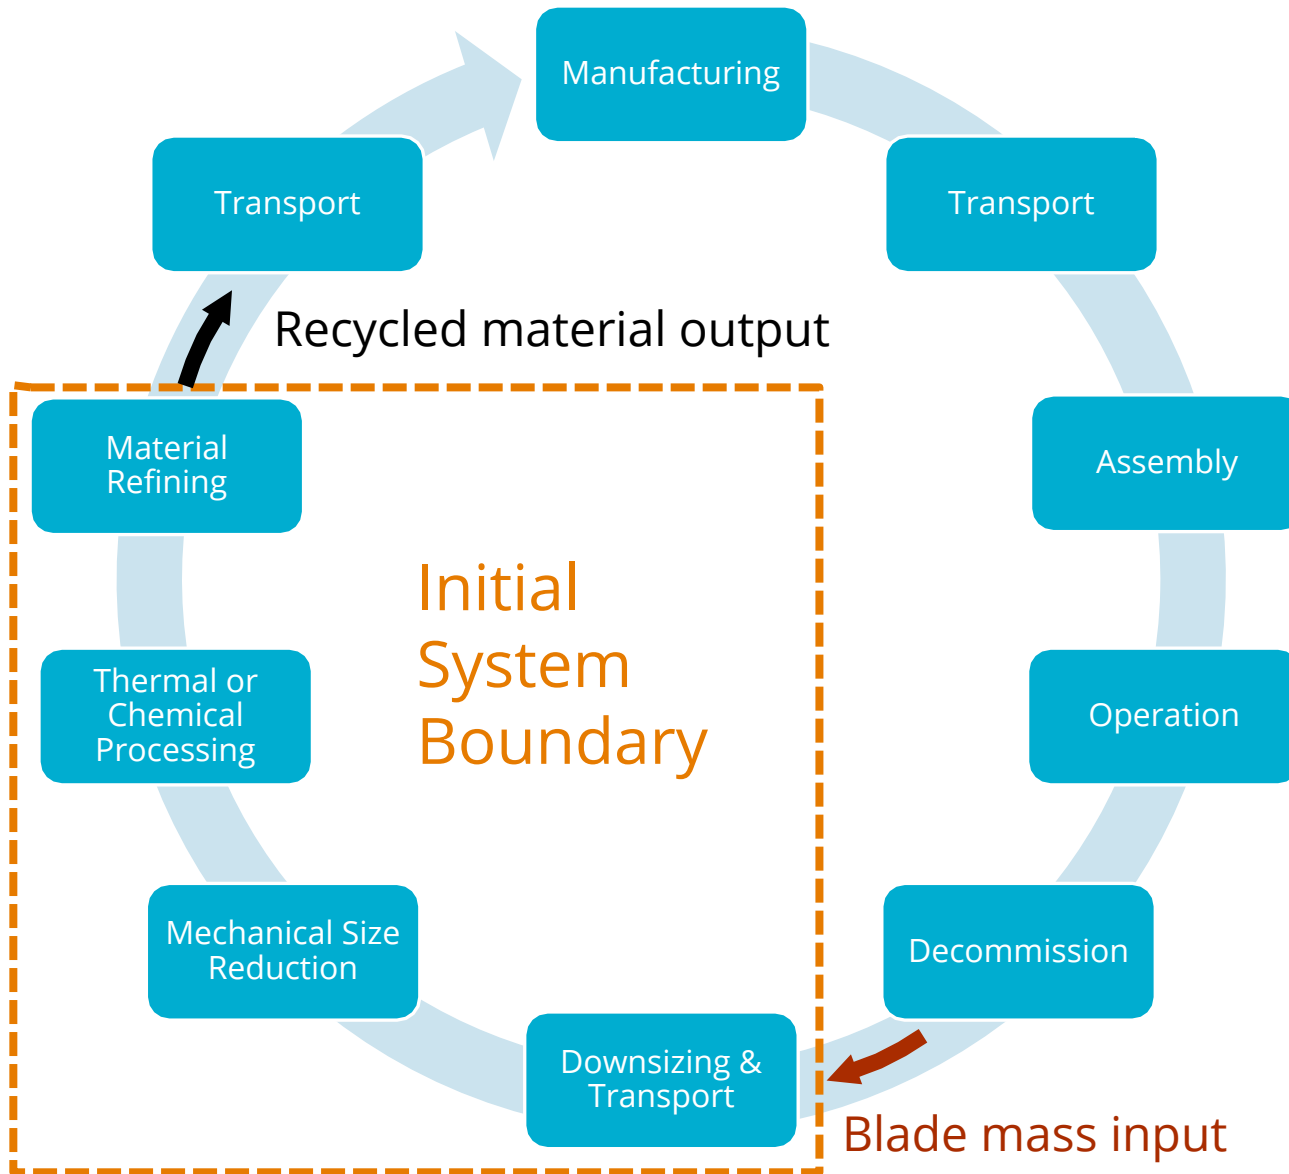 Manufacturing
Transport
Transport
Recycled material output
Material
Refining
Assembly
Initial
System
Boundary
Thermal or
Chemical
Processing
Operation
Mechanical Size
Reduction
Decommission
Downsizing &
Transport
Blade mass input